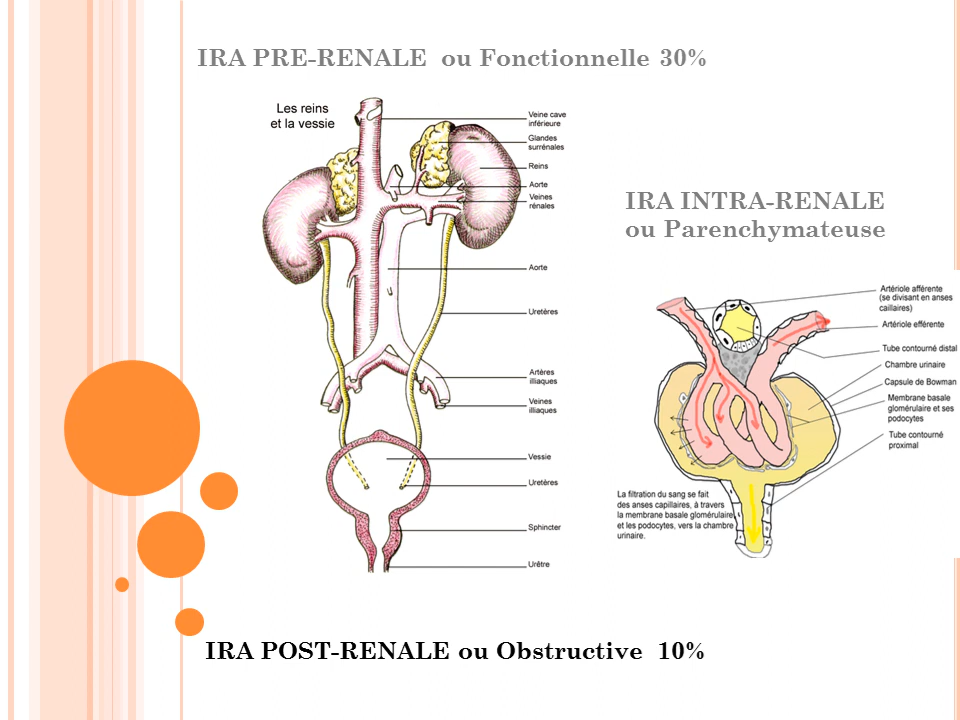 IRA PRE-RENALE ou Fonctionnelle 30%
Les reins
et la vessie
Veine cave
inférieure
Glandes
surrénales
Reins
Aorte
Veines
rénales
Aorte
Uretères
Artères
iliaques
Veines
iliaques
Vessie
Uretères
Sphincter
Urètre
IRA INTRA-RENALE
ou Parenchymateuse
Artériole afférente
(se divisant en anses
caillaires)
Artériole efférente
Tube contourné distal
Chambre urinaire
Capsule de Bowman
Membrane basale
glomérulaire et ses
podocytes
Tube contourné
proximal
La filtration du sang se fait
des anses capillaires, à travers
la membrane basale glomérulaire
et les podocytes, vers la chambre
urinaire.
IRA POST-RENALE ou Obstructive 10%